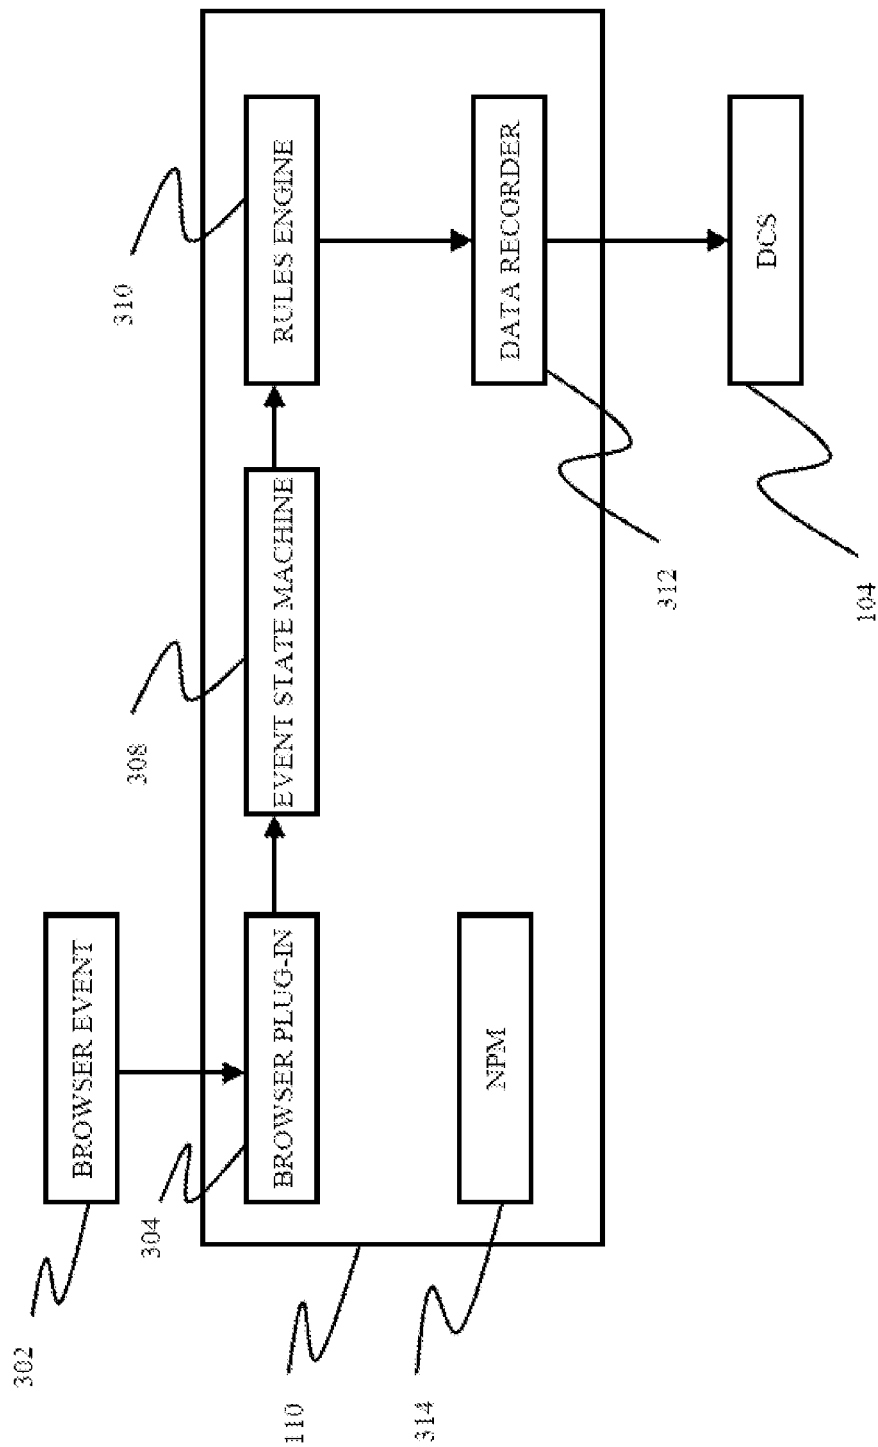 302
BROWSER EVENT
304
BROWSER PLUG-IN
308
EVENT STATE MACHINE
310
RULES ENGINE
110
314
NPM
312
DATA RECORDER
104
DCS